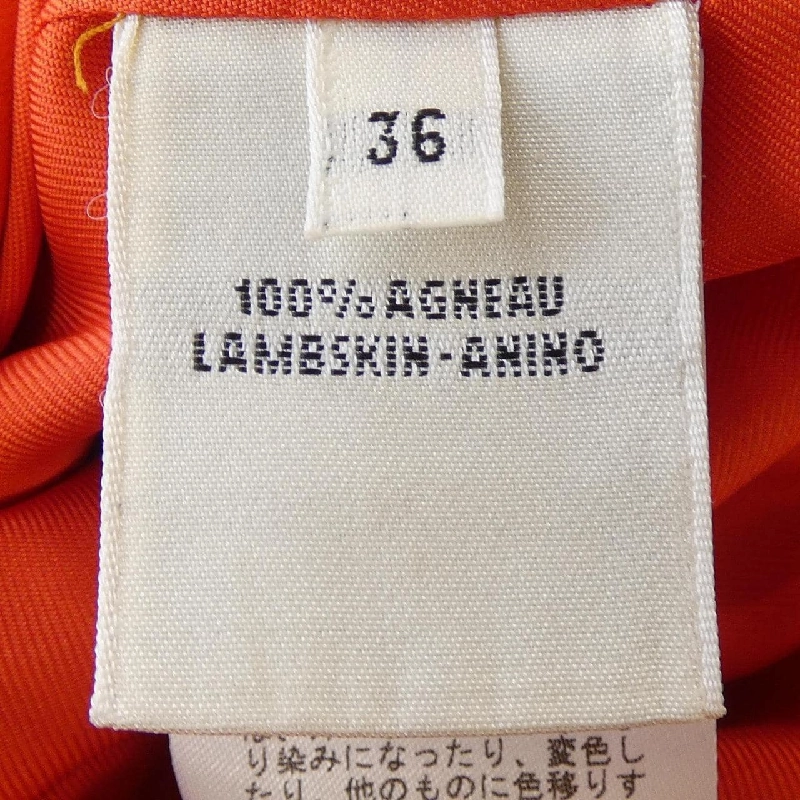 36
100% AGNEAU
LAMBSKIN-ANINO
り染みになったり、変色し
たり、他のものに色移りす